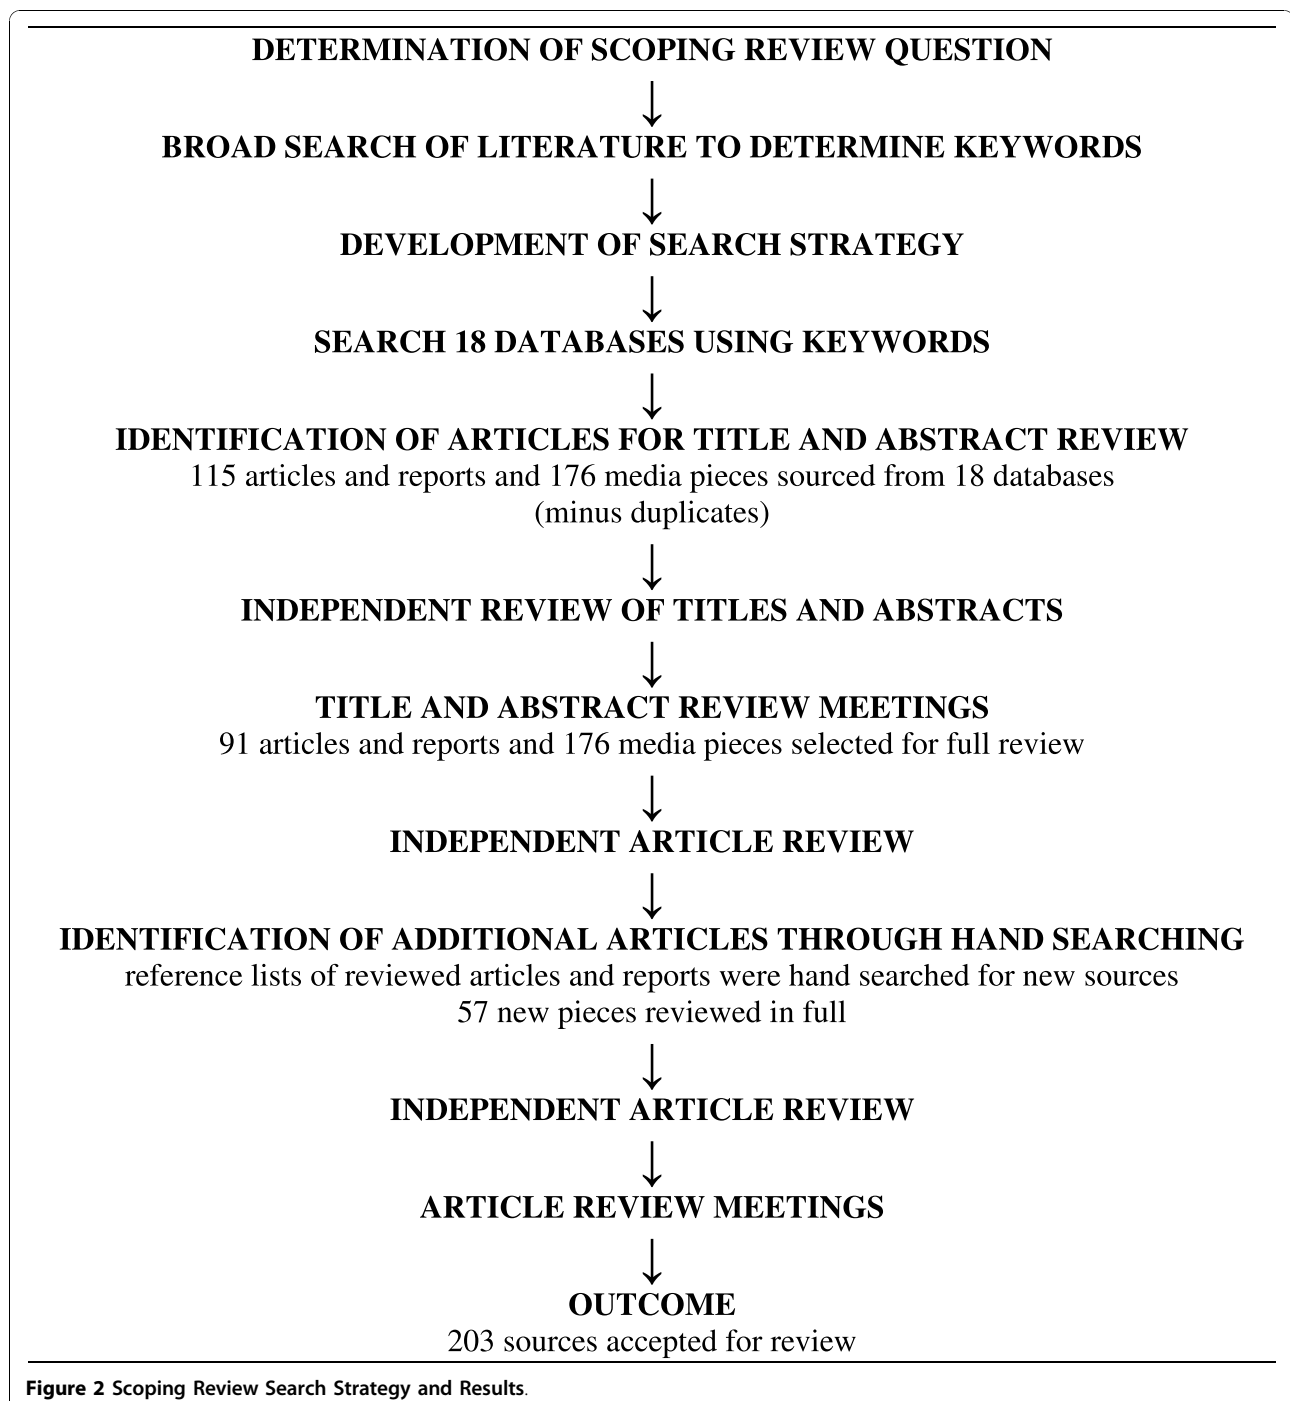 DETERMINATION OF SCOPING REVIEW QUESTION
BROAD SEARCH OF LITERATURE TO DETERMINE KEYWORDS
DEVELOPMENT OF SEARCH STRATEGY
SEARCH 18 DATABASES USING KEYWORDS
IDENTIFICATION OF ARTICLES FOR TITLE AND ABSTRACT REVIEW
115 articles and reports and 176 media pieces sourced from 18 databases
(minus duplicates)
INDEPENDENT REVIEW OF TITLES AND ABSTRACTS
TITLE AND ABSTRACT REVIEW MEETINGS
91 articles and reports and 176 media pieces selected for full review
INDEPENDENT ARTICLE REVIEW
IDENTIFICATION OF ADDITIONAL ARTICLES THROUGH HAND SEARCHING
reference lists of reviewed articles and reports were hand searched for new sources
57 new pieces reviewed in full
INDEPENDENT ARTICLE REVIEW
ARTICLE REVIEW MEETINGS
OUTCOME
203 sources accepted for review
Figure 2 Scoping Review Search Strategy and Results.